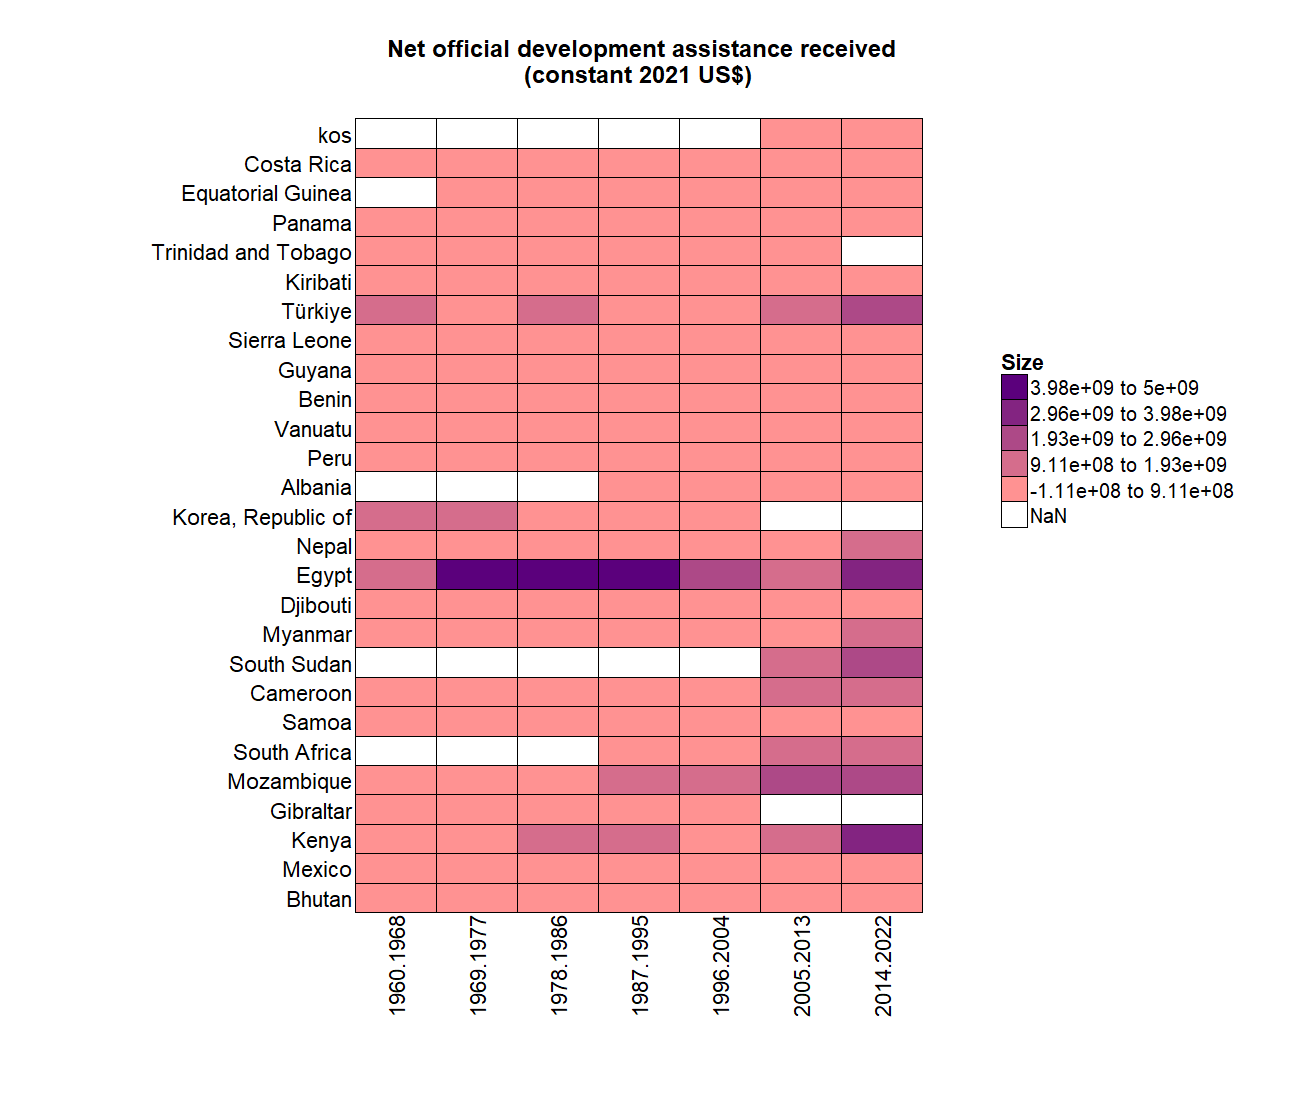 Net official development assistance received
(constant 2021 US$)
kos
Costa Rica
Equatorial Guinea
Panama
Trinidad and Tobago
Kiribati
Türkiye
Sierra Leone
Guyana
Benin
Vanuatu
Peru
Albania
Korea, Republic of
Nepal
Egypt
Djibouti
Myanmar
South Sudan
Cameroon
Samoa
South Africa
Mozambique
Gibraltar
Kenya
Mexico
Bhutan
1960.1968
1969.1977
1978.1986
1987.1995
1996.2004
2005.2013
2014.2022
Size
3.98e+09 to 5e+09
2.96e+09 to 3.98e+09
1.93e+09 to 2.96e+09
9.11e+08 to 1.93e+09
-1.11e+08 to 9.11e+08
NaN